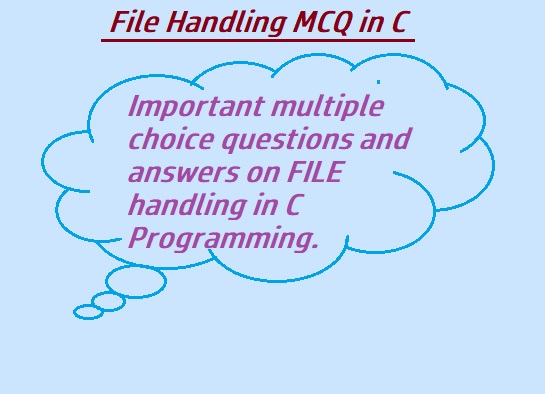 File Handling MCQ in C
Important multiple
choice questions and
answers on FILE
handling in C
Programming.